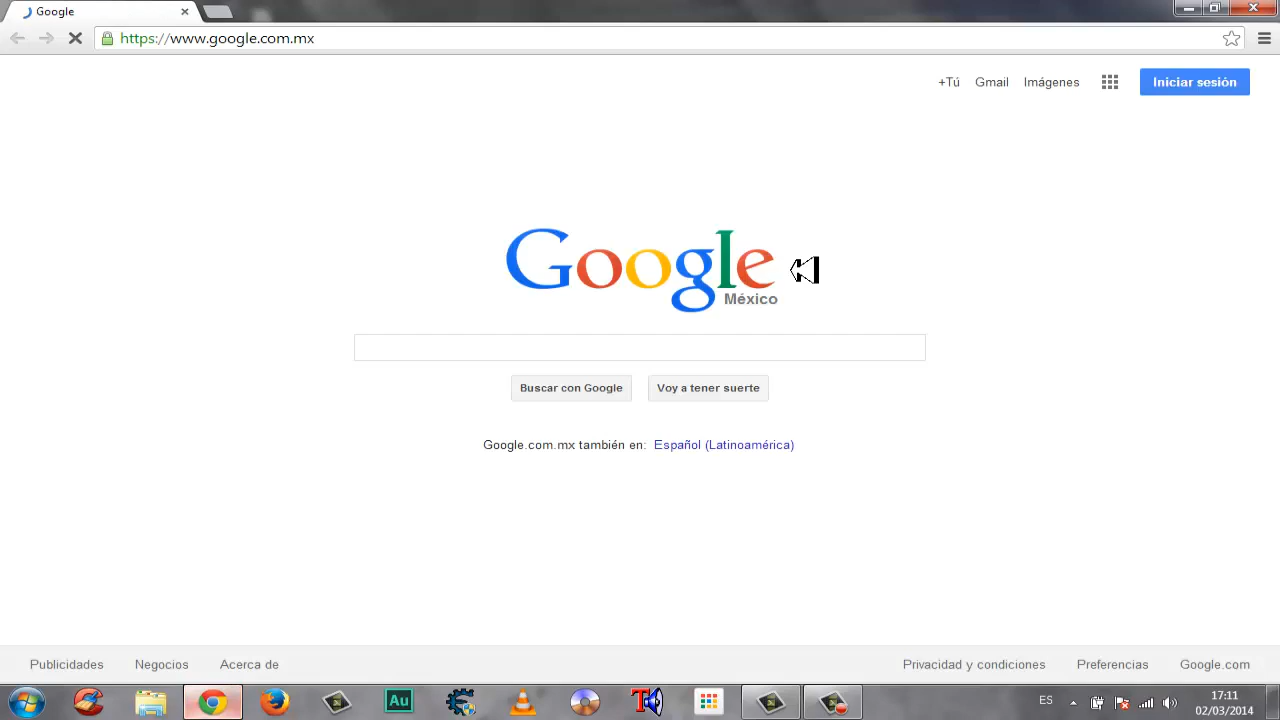 Google
https://www.google.com.mx
+Tú Gmail Imágenes Iniciar sesión
Google
México
Buscar con Google Voy a tener suerte
Google.com.mx también en: Español (Latinoamérica)
Publicidades Negocios Acerca de Privacidad y condiciones Preferencias Google.com
Au T ES 17:11
02/03/2014